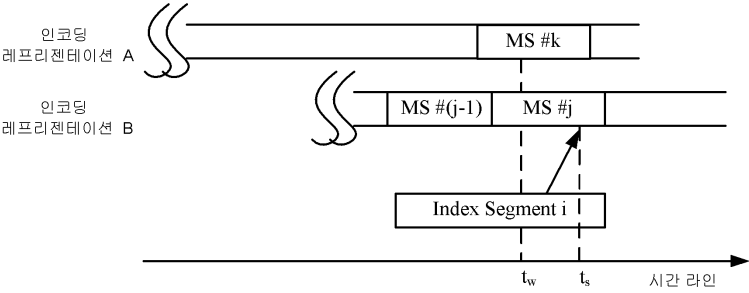 인코딩
레프리젠테이션 A
MS #k
인코딩
레프리젠테이션 B
MS #(j-1)
MS #j
Index Segment i
tw
ts
시간 라인